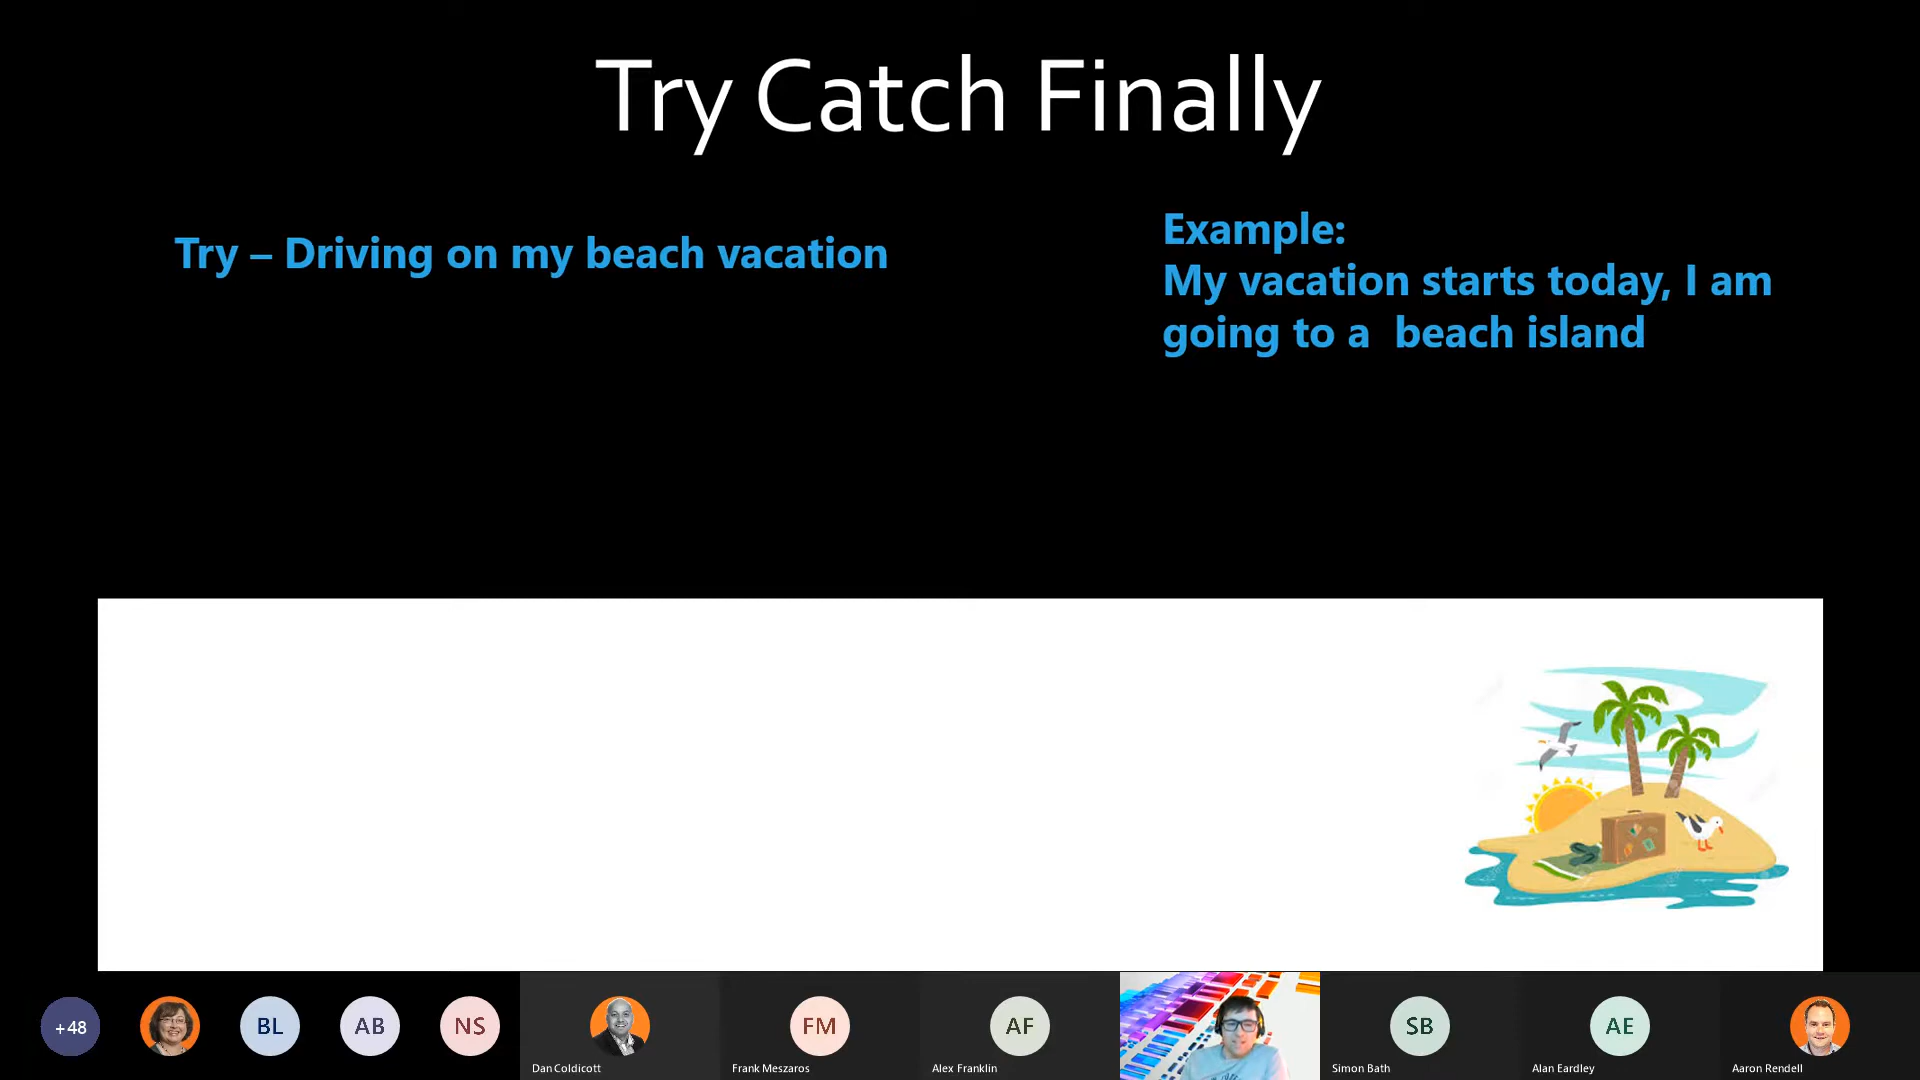 Try Catch Finally
Try – Driving on my beach vacation
Example:
My vacation starts today, I am
going to a  beach island
+48
BL
AB
NS
Dan Coldicott
FM
Frank Meszaros
AF
Alex Franklin
SB
Simon Bath
AE
Alan Eardley
Aaron Rendell